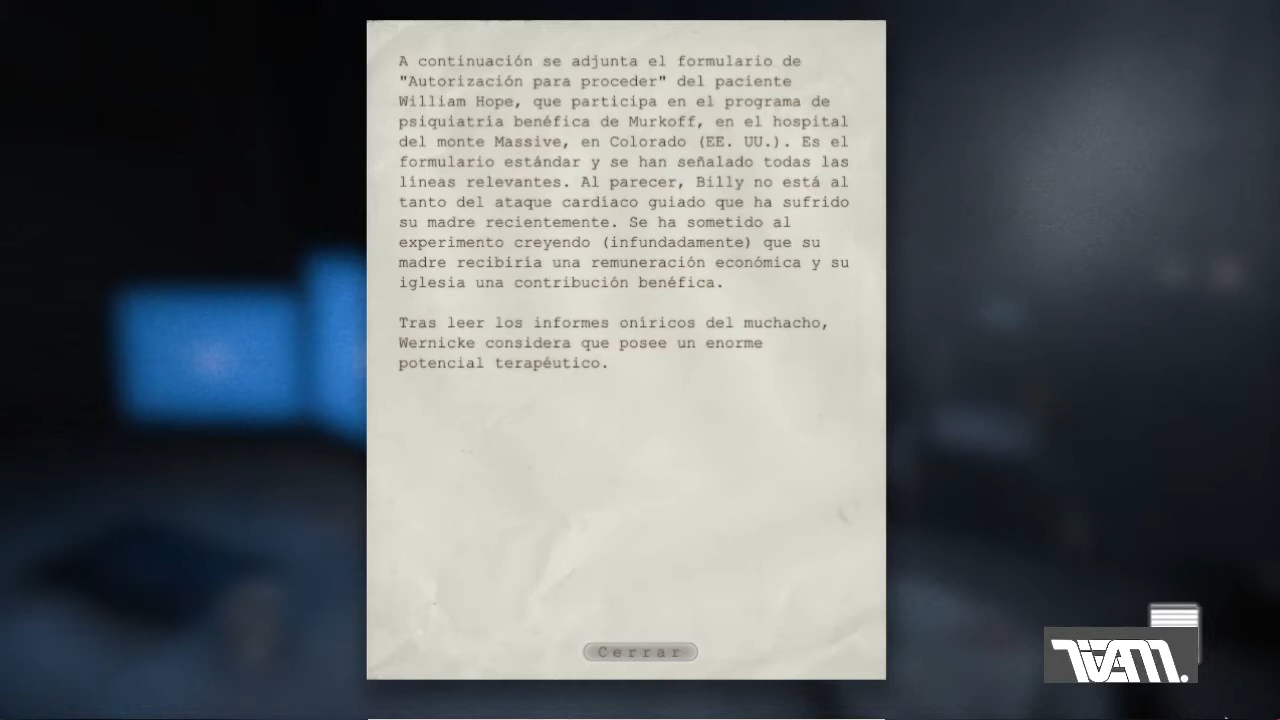 A continuación se adjunta el formulario de
"Autorización para proceder" del paciente
William Hope, que participa en el programa de
psiquiatría benéfica de Murkoff, en el hospital
del monte Massive, en Colorado (EE. UU.). Es el
formulario estándar y se han señalado todas las
líneas relevantes. Al parecer, Billy no está al
tanto del ataque cardíaco guiado que ha sufrido
su madre recientemente. Se ha sometido al
experimento creyendo (infundadamente) que su
madre recibiría una remuneración económica y su
iglesia una contribución benéfica.
Tras leer los informes oníricos del muchacho,
Wernicke considera que posee un enorme
potencial terapéutico.
Cerrar